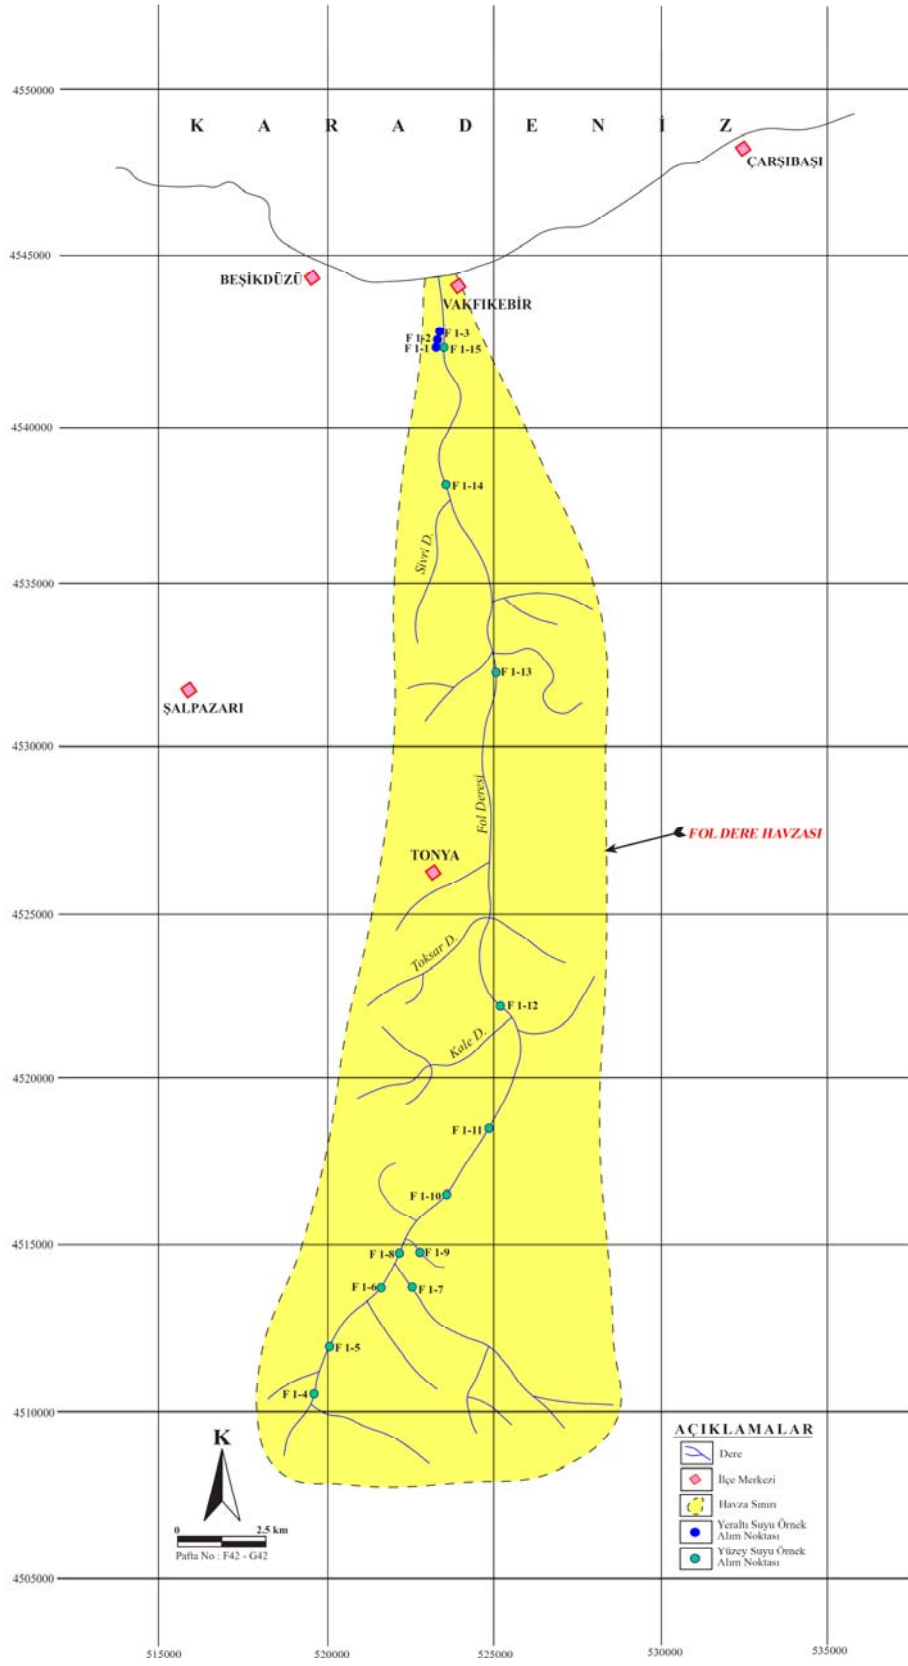 4550000
K A R A D E N İ Z
ÇARŞIBAŞI
4545000
BEŞİKDÜZÜ
VAKFIKEBİR
F 1-3
F 1-2
F 1-1
F 1-15
4540000
F 1-14
Sivri D.
4535000
F 1-13
ŞALPAZARI
4530000
Fol Deresi
FOL DERE HAVZASI
TONYA
4525000
Toksar D.
F 1-12
Kale D.
4520000
F 1-11
F 1-10
4515000
F 1-8
F 1-9
F 1-6
F 1-7
F 1-5
F 1-4
4510000
K
0 2.5 km
Pafta No : F42 - G42
AÇIKLAMALAR
Dere
İlçe Merkezi
Havza Sınırı
Yeraltı Suyu Örnek
Alım Noktası
Yüzey Suyu Örnek
Alım Noktası
4505000
515000 520000 525000 530000 535000